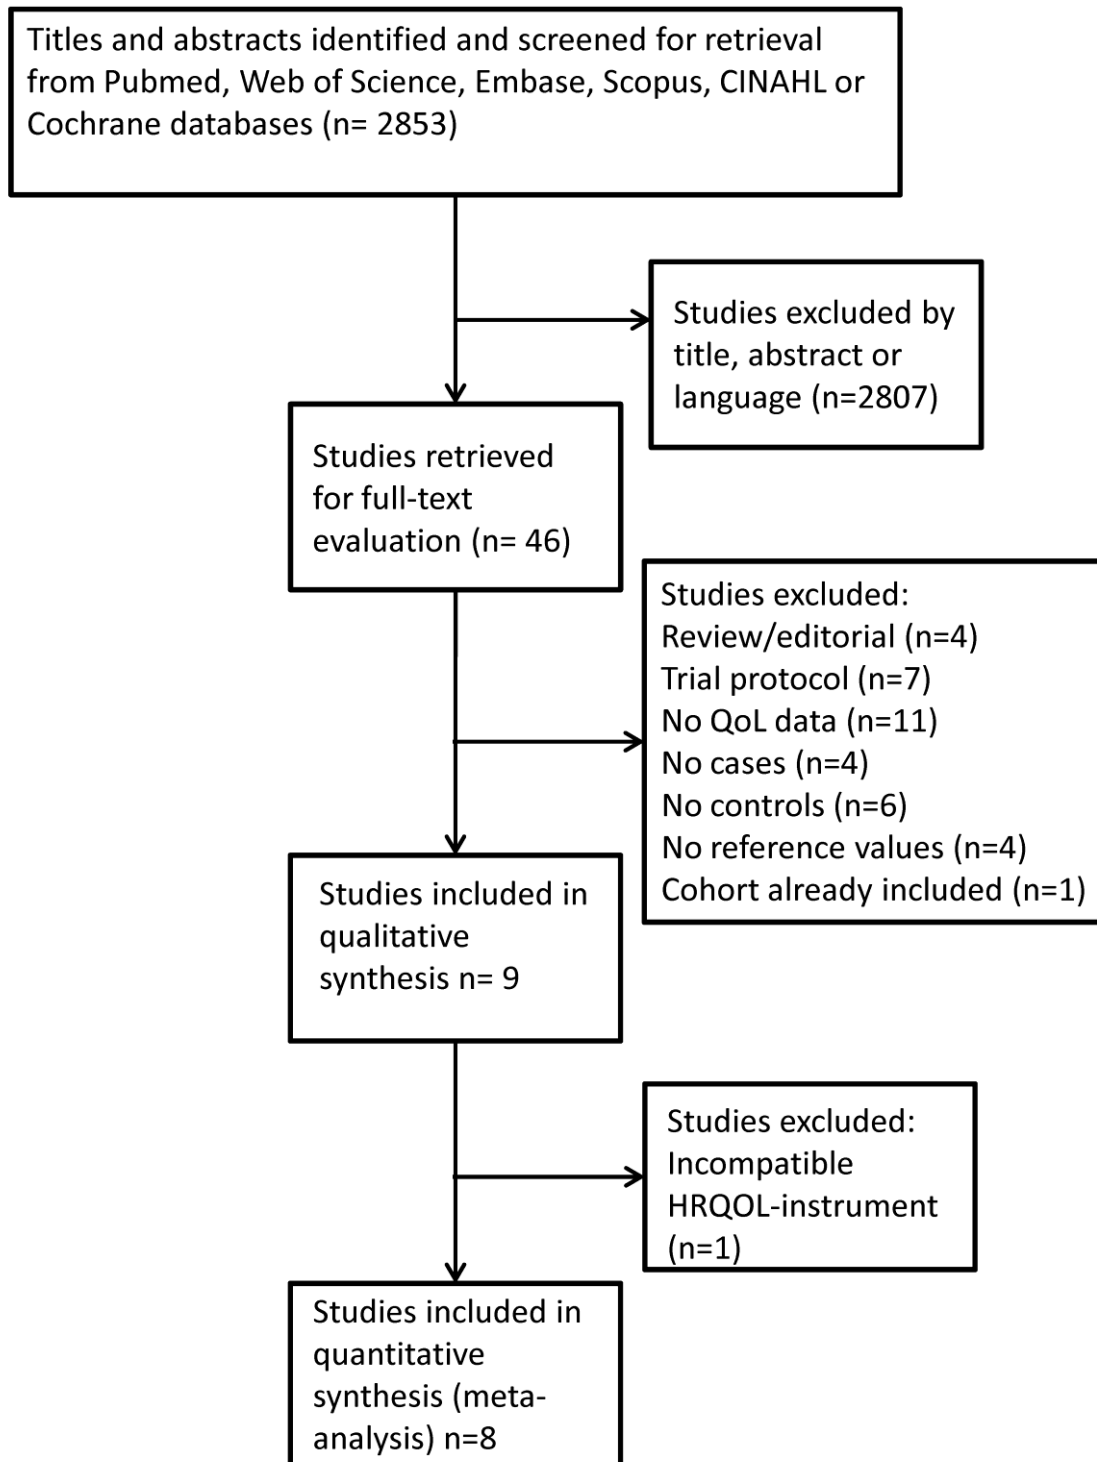 Titles and abstracts identified and screened for retrieval
from Pubmed, Web of Science, Embase, Scopus, CINAHL or
Cochrane databases (n= 2853)
Studies excluded by
title, abstract or
language (n=2807)
Studies retrieved
for full-text
evaluation (n= 46)
Studies excluded:
Review/editorial (n=4)
Trial protocol (n=7)
No QoL data (n=11)
No cases (n=4)
No controls (n=6)
No reference values (n=4)
Cohort already included (n=1)
Studies included in
qualitative
synthesis n= 9
Studies excluded:
Incompatible
HRQOL-instrument
(n=1)
Studies included in
quantitative
synthesis (meta-
analysis) n=8